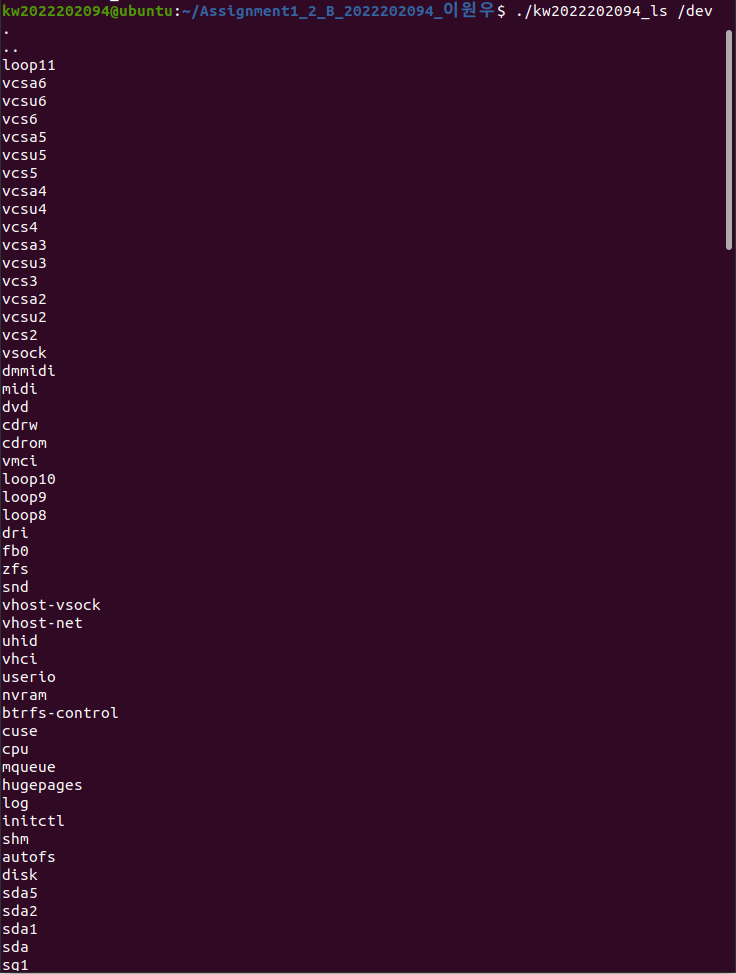 kw2022202094@ubuntu:~/Assignment1_2_B_2022202094_이원우$ ./kw2022202094_ls /dev
.
..
loop11
vcsa6
vcsu6
vcs6
vcsa5
vcsu5
vcs5
vcsa4
vcsu4
vcs4
vcsa3
vcsu3
vcs3
vcsa2
vcsu2
vcs2
vsock
dmmidi
midi
dvd
cdrw
cdrom
vmci
loop10
loop9
loop8
dri
fb0
zfs
snd
vhost-vsock
vhost-net
uhid
vhci
userio
nvram
btrfs-control
cuse
cpu
mqueue
hugepages
log
initctl
shm
autofs
disk
sda5
sda2
sda1
sda
sg1